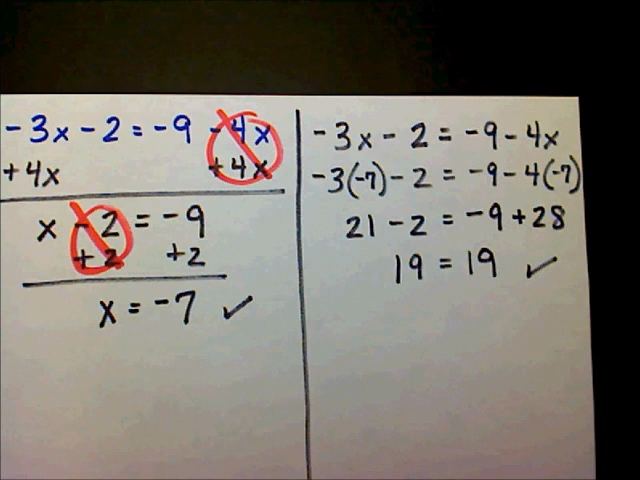 -3x-2=-9-4x
+4x +4x
x-2=-9
+2 +2
x=-7 ✓
-3x-2=-9-4x
-3(-7)-2=-9-4(-7)
21-2=-9+28
19=19 ✓